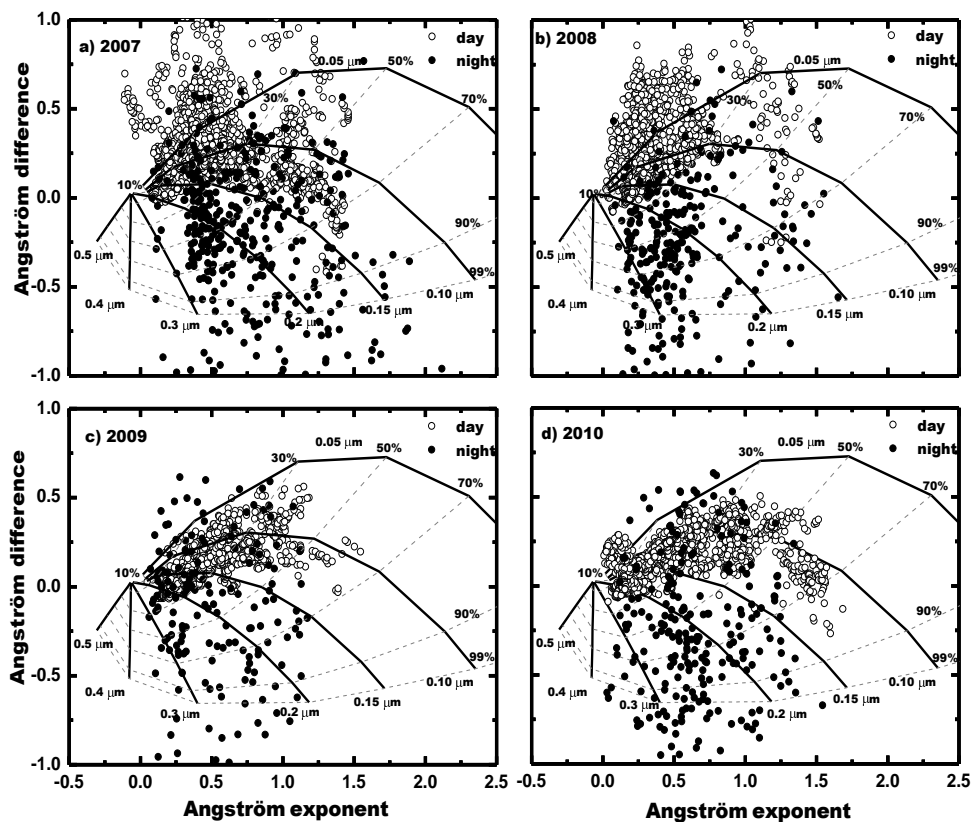 1.0
a) 2007
day
0.05 μm
50%
night
30%
0.5
70%
10%
0.0
90%
0.5 μm
99%
-0.5
0.4 μm
0.10 μm
0.3 μm
0.2 μm
0.15 μm
-1.0
Angström difference
b) 2008
day
0.05 μm
night
30%
50%
70%
10%
90%
0.5 μm
99%
0.4 μm
0.10 μm
0.3 μm
0.2 μm
0.15 μm
1.0
c) 2009
day
0.05 μm
50%
night
30%
0.5
70%
10%
0.0
90%
0.5 μm
99%
-0.5
0.4 μm
0.10 μm
0.3 μm
0.2 μm
0.15 μm
-1.0
-0.5 0.0 0.5 1.0 1.5 2.0 2.5
Angström exponent
Angström difference
d) 2010
day
0.05 μm
50%
night
30%
70%
10%
90%
0.5 μm
99%
0.4 μm
0.10 μm
0.3 μm
0.2 μm
0.15 μm
0.0 0.5 1.0 1.5 2.0 2.5
Angström exponent